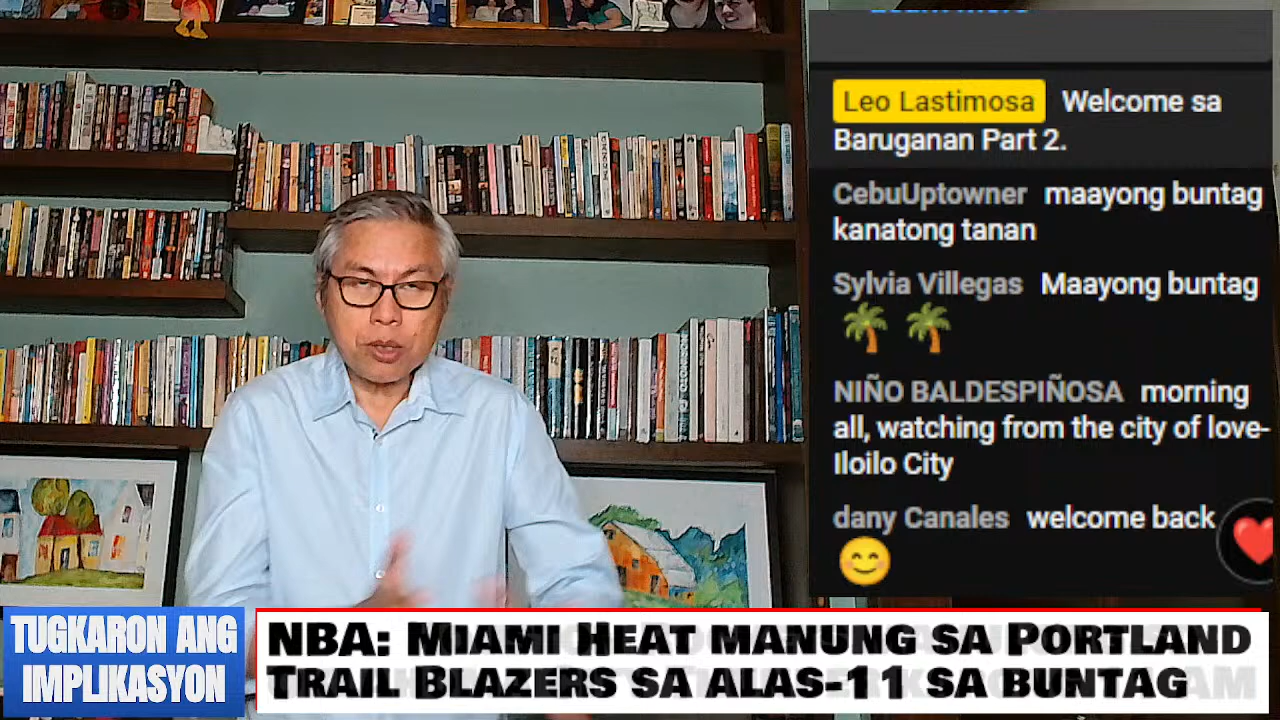 Leo Lastimosa Welcome sa
Baruganan Part 2.
CebuUptowner maayong buntag
kanatong tanan
Sylvia Villegas Maayong buntag
NIÑO BALDESPIÑOSA morning
all, watching from the city of love-
Iloilo City
dany Canales welcome back
TUGKARON ANG
IMPLIKASYON
NBA: MIAMI HEAT MANUNG SA PORTLAND
TRAIL BLAZERS SA ALAS-11 SA BUNTAG